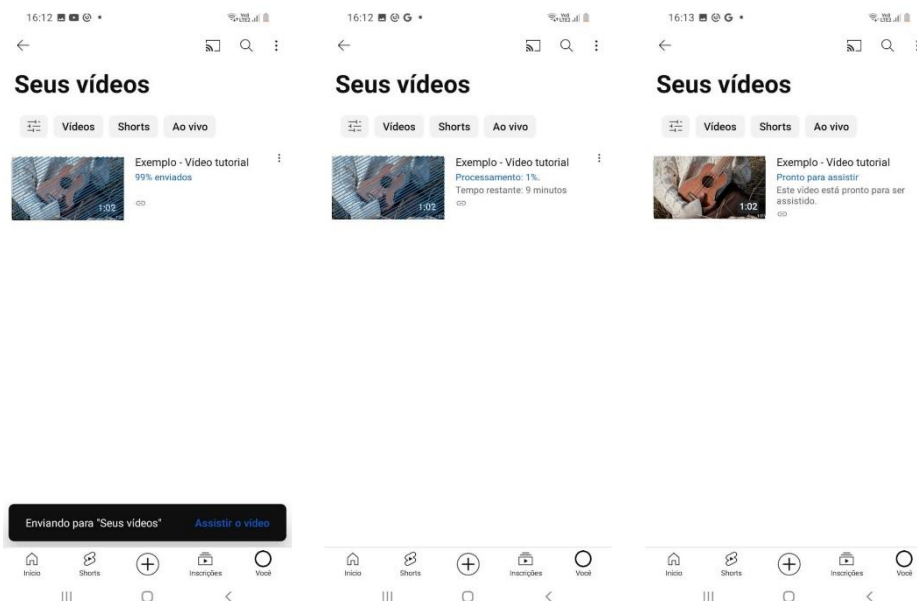 16:12
Seus vídeos
Vídeos
Shorts
Ao vivo
1:02
Exemplo - Vídeo tutorial
99% enviados
Enviando para "Seus vídeos"
Assistir o vídeo
Início
Shorts
Inscrições
Você
16:12
G
Seus vídeos
Vídeos
Shorts
Ao vivo
1:02
Exemplo - Vídeo tutorial
Processamento: 1%.
Tempo restante: 9 minutos
Início
Shorts
Inscrições
Você
16:13
G
Seus vídeos
Vídeos
Shorts
Ao vivo
1:02
Exemplo - Vídeo tutorial
Pronto para assistir
Este vídeo está pronto para ser
assistido.
Início
Shorts
Inscrições
Você